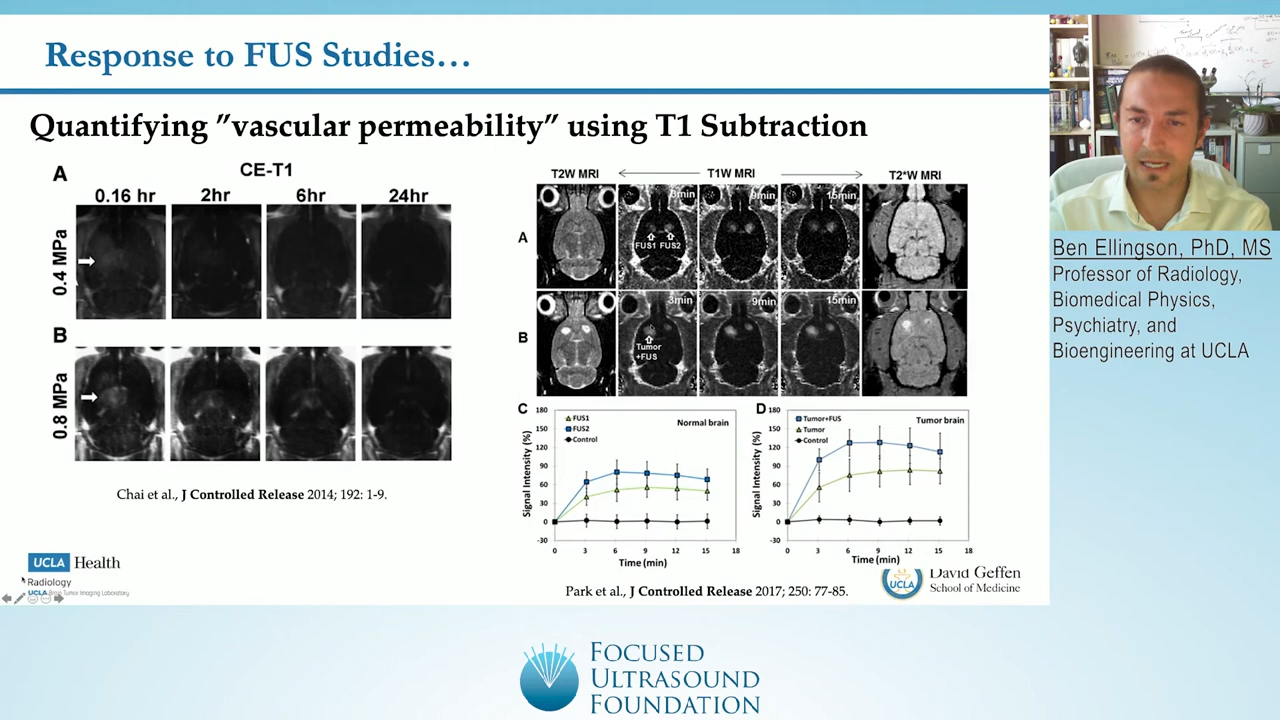 Response to FUS Studies…
Quantifying ”vascular permeability” using T1 Subtraction
A
CE-T1
0.16 hr 2hr 6hr 24hr
0.4 MPa
B
0.8 MPa
Chai et al., J Controlled Release 2014; 192: 1-9.
T2W MRI T1W MRI T2*W MRI
A
3min 9min 15min
FUS1 FUS2
B
3min 9min 15min
Tumor
+FUS
C
Signal Intensity (%)
180
150
120
90
60
30
0
-30
FUS1
FUS2
Control
Normal brain
0 3 6 9 12 15 18
Time (min)
D
Signal Intensity (%)
180
150
120
90
60
30
0
-30
Tumor+FUS
Tumor
Control
Tumor brain
0 3 6 9 12 15 18
Time (min)
Park et al., J Controlled Release 2017; 250: 77-85.
UCLA Health
Radiology
UCLA Brain Tumor Imaging Laboratory
UCLA
David Geffen
School of Medicine
Ben Ellingson, PhD, MS
Professor of Radiology,
Biomedical Physics,
Psychiatry, and
Bioengineering at UCLA
FOCUSED
ULTRASOUND
FOUNDATION